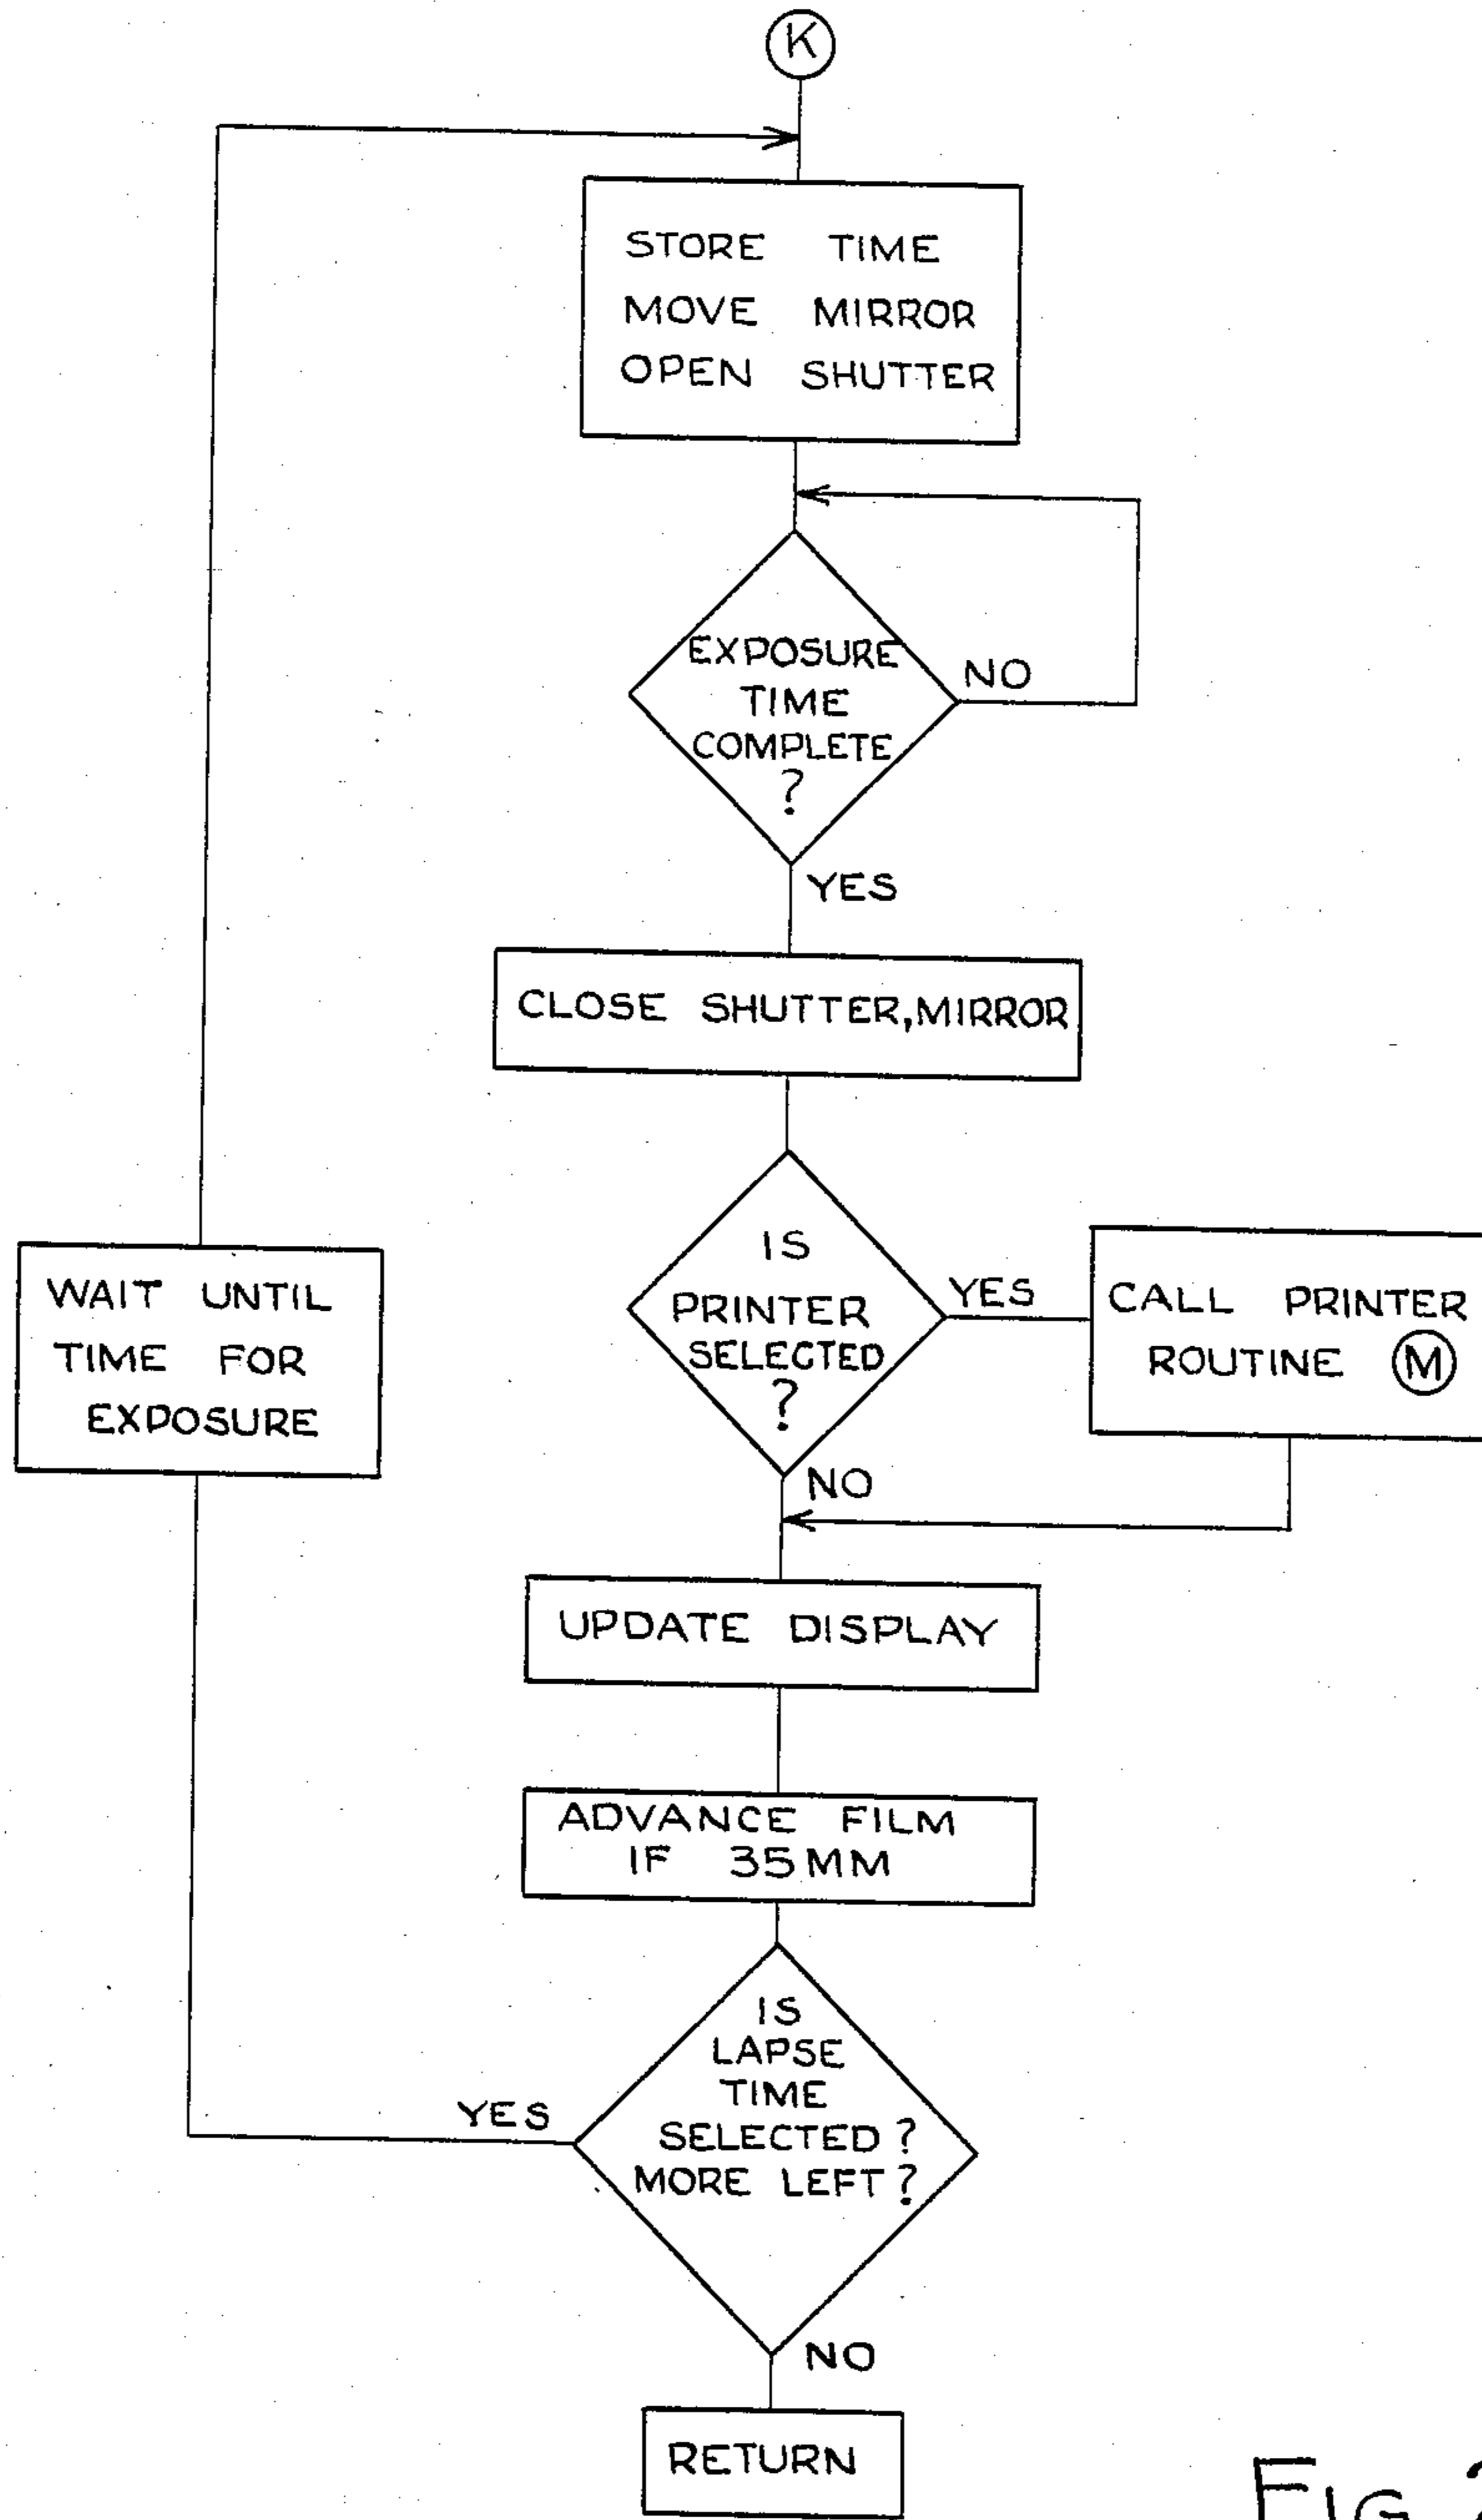 K
STORE TIME
MOVE MIRROR
OPEN SHUTTER
EXPOSURE
TIME
COMPLETE
?
NO
YES
CLOSE SHUTTER, MIRROR
IS
PRINTER
SELECTED
?
YES
CALL PRINTER
ROUTINE M
NO
WAIT UNTIL
TIME FOR
EXPOSURE
UPDATE DISPLAY
ADVANCE FILM
IF 35MM
IS
LAPSE
TIME
SELECTED ?
MORE LEFT ?
YES
NO
RETURN
FIG